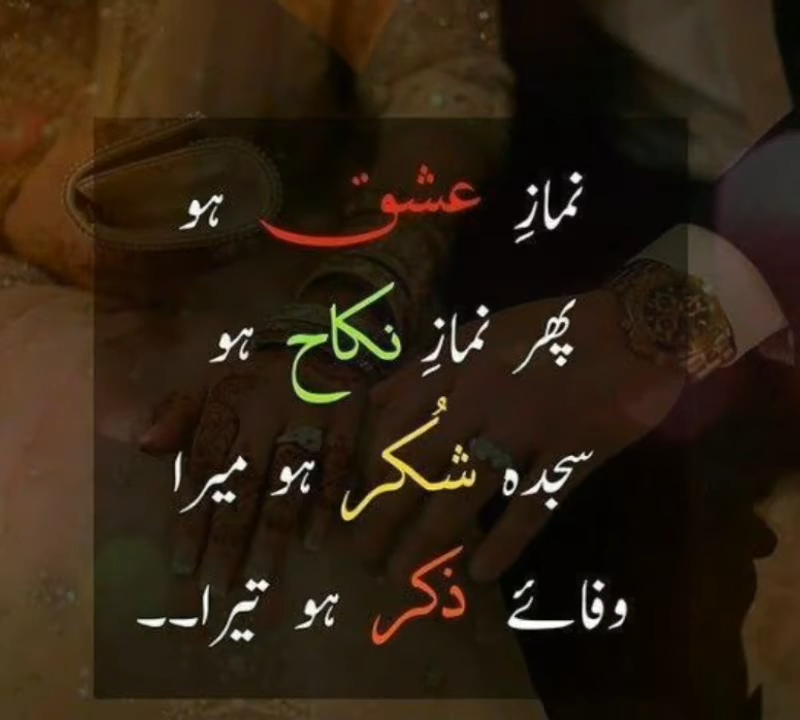 نمازِ عشق ہو
پھر نمازِ نکاح ہو
سجدہ شُکر ہو میرا
وفائے ذکر ہو تیرا۔۔